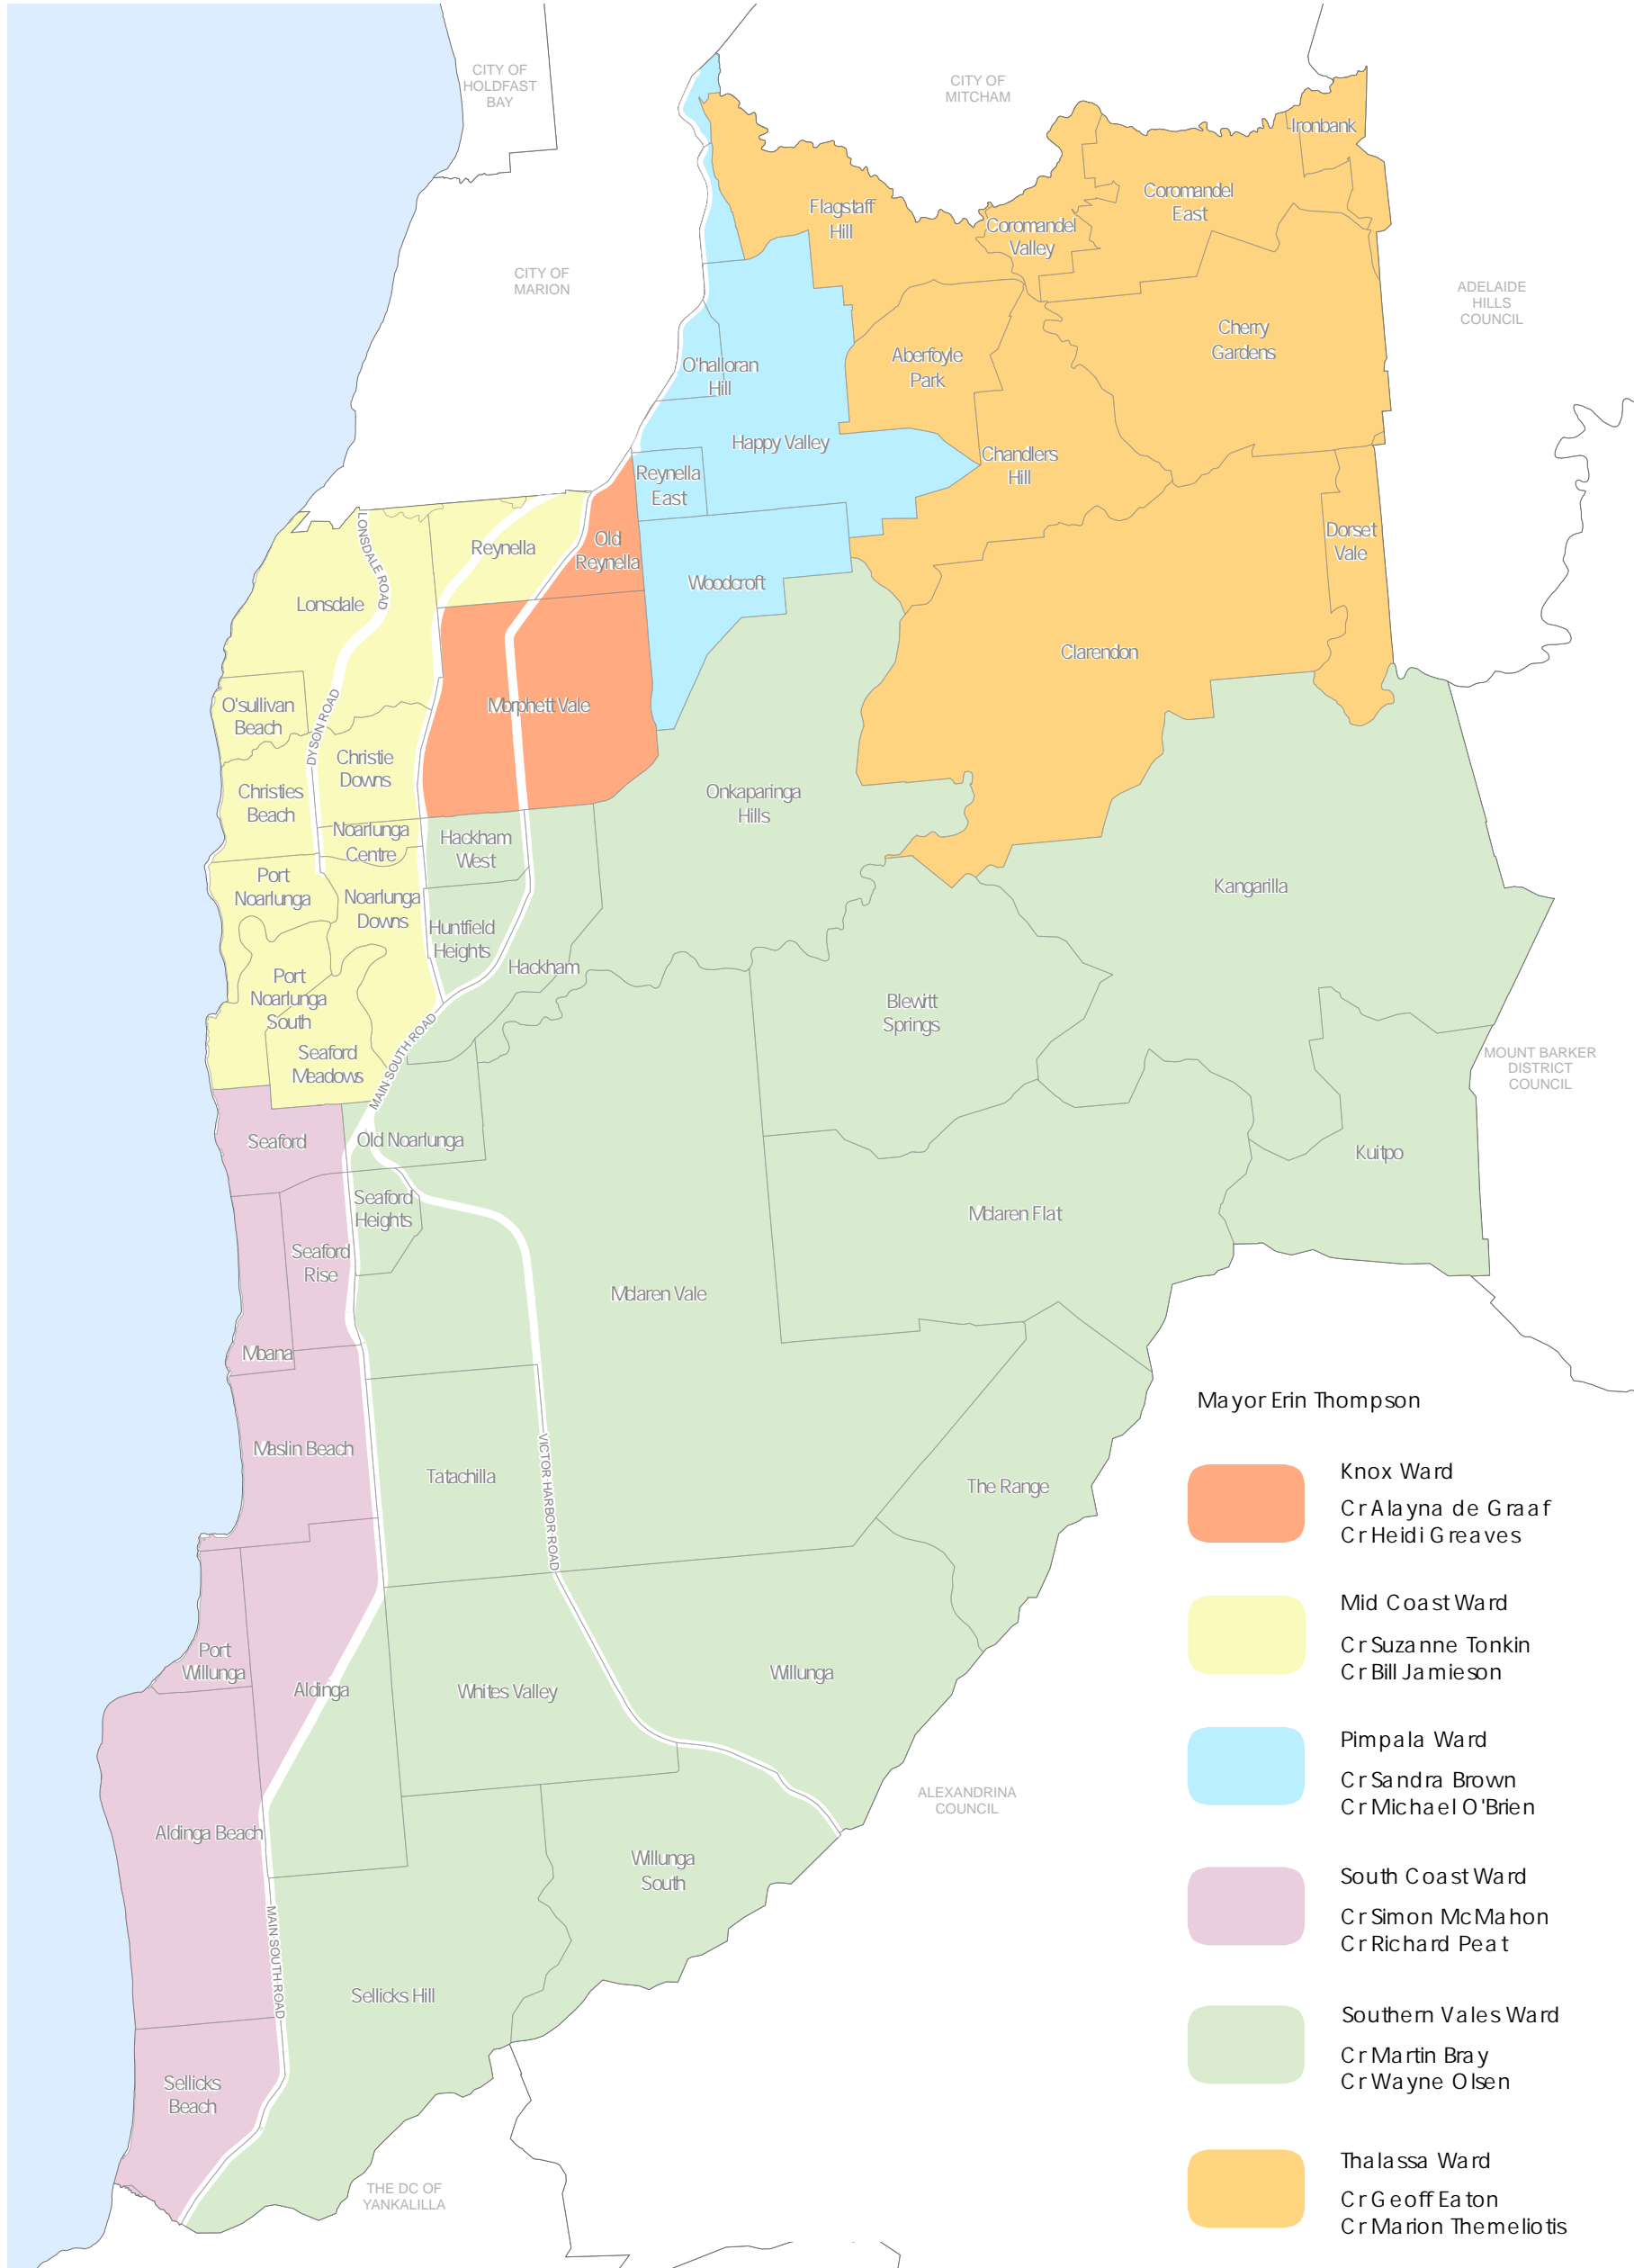 CITY OF
HOLDFAST
BAY
CITY OF
MITCHAM
Ironbank
Coromandel
East
Flagstaff
Hill
Coromandel
Valley
CITY OF
MARION
ADELAIDE
HILLS
COUNCIL
Cherry
Gardens
Aberfoyle
Park
O'halloran
Hill
Happy Valley
Chandlers
Hill
Reynella
East
LONSDALE ROAD
Reynella
Old
Reynella
Dorset
Vale
Woodcroft
Lonsdale
Clarendon
O'sullivan
Beach
DYSON ROAD
Morphett Vale
Christie
Downs
Christies
Beach
Onkaparinga
Hills
Noarlunga
Centre
Hackham
West
Port
Noarlunga
Noarlunga
Downs
Kangarilla
Huntfield
Heights
Hackham
Port
Noarlunga
South
Blewitt
Springs
Seaford
Meadows
MAIN SOUTH ROAD
MOUNT BARKER
DISTRICT
COUNCIL
Seaford
Old Noarlunga
Kuitpo
Seaford
Heights
Mclaren Flat
Seaford
Rise
Mclaren Vale
Moana
Maslin Beach
Tatachilla
VICTOR HARBOR ROAD
The Range
Port
Willunga
Aldinga
Whites Valley
Willunga
ALEXANDRINA
COUNCIL
Aldinga Beach
Willunga
South
MAIN SOUTH ROAD
Sellicks Hill
Sellicks
Beach
THE DC OF
YANKALILLA
Mayor Erin Thompson
Knox Ward
Cr Alayna de Graaf
Cr Heidi Greaves
Mid Coast Ward
Cr Suzanne Tonkin
Cr Bill Jamieson
Pimpala Ward
Cr Sandra Brown
Cr Michael O'Brien
South Coast Ward
Cr Simon McMahon
Cr Richard Peat
Southern Vales Ward
Cr Martin Bray
Cr Wayne Olsen
Thalassa Ward
Cr Geoff Eaton
Cr Marion Themeliotis